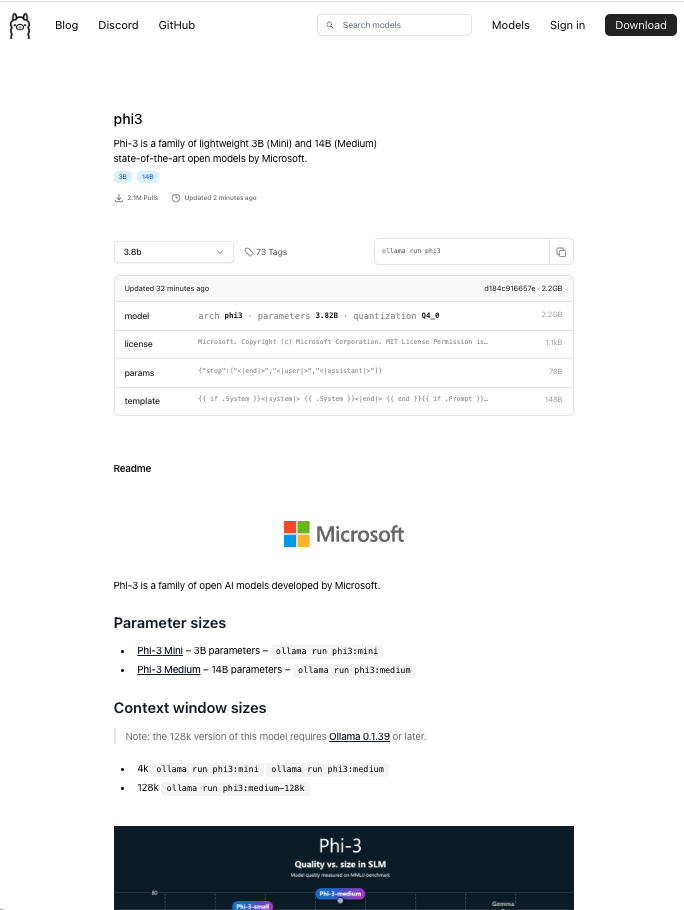 Blog Discord GitHub Search models Models Sign in Download
phi3
Phi-3 is a family of lightweight 3B (Mini) and 14B (Medium)
state-of-the-art open models by Microsoft.
3B 14B
2.1M Pulls Updated 2 minutes ago
3.8b 73 Tags ollama run phi3
Updated 32 minutes ago d184c916657e · 2.2GB
model arch phi3 · parameters 3.82B · quantization Q4_0 2.2GB
license Microsoft. Copyright (c) Microsoft Corporation. MIT License Permission is… 1.1kB
params {"stop":["<|end|>","<|user|>","<|assistant|>"]} 78B
template {{ if .System }}<|system|> {{ .System }}<|end|> {{ end }}{{ if .Prompt }}… 148B
Readme
Microsoft
Phi-3 is a family of open AI models developed by Microsoft.
Parameter sizes
• Phi-3 Mini – 3B parameters – ollama run phi3:mini
• Phi-3 Medium – 14B parameters – ollama run phi3:medium
Context window sizes
Note: the 128k version of this model requires Ollama 0.1.39 or later.
• 4k ollama run phi3:mini ollama run phi3:medium
• 128k ollama run phi3:medium-128k
Phi-3
Quality vs. size in SLM
Model quality measured on MMLU benchmark
80 Phi-3-medium
Phi-3-small Gemma